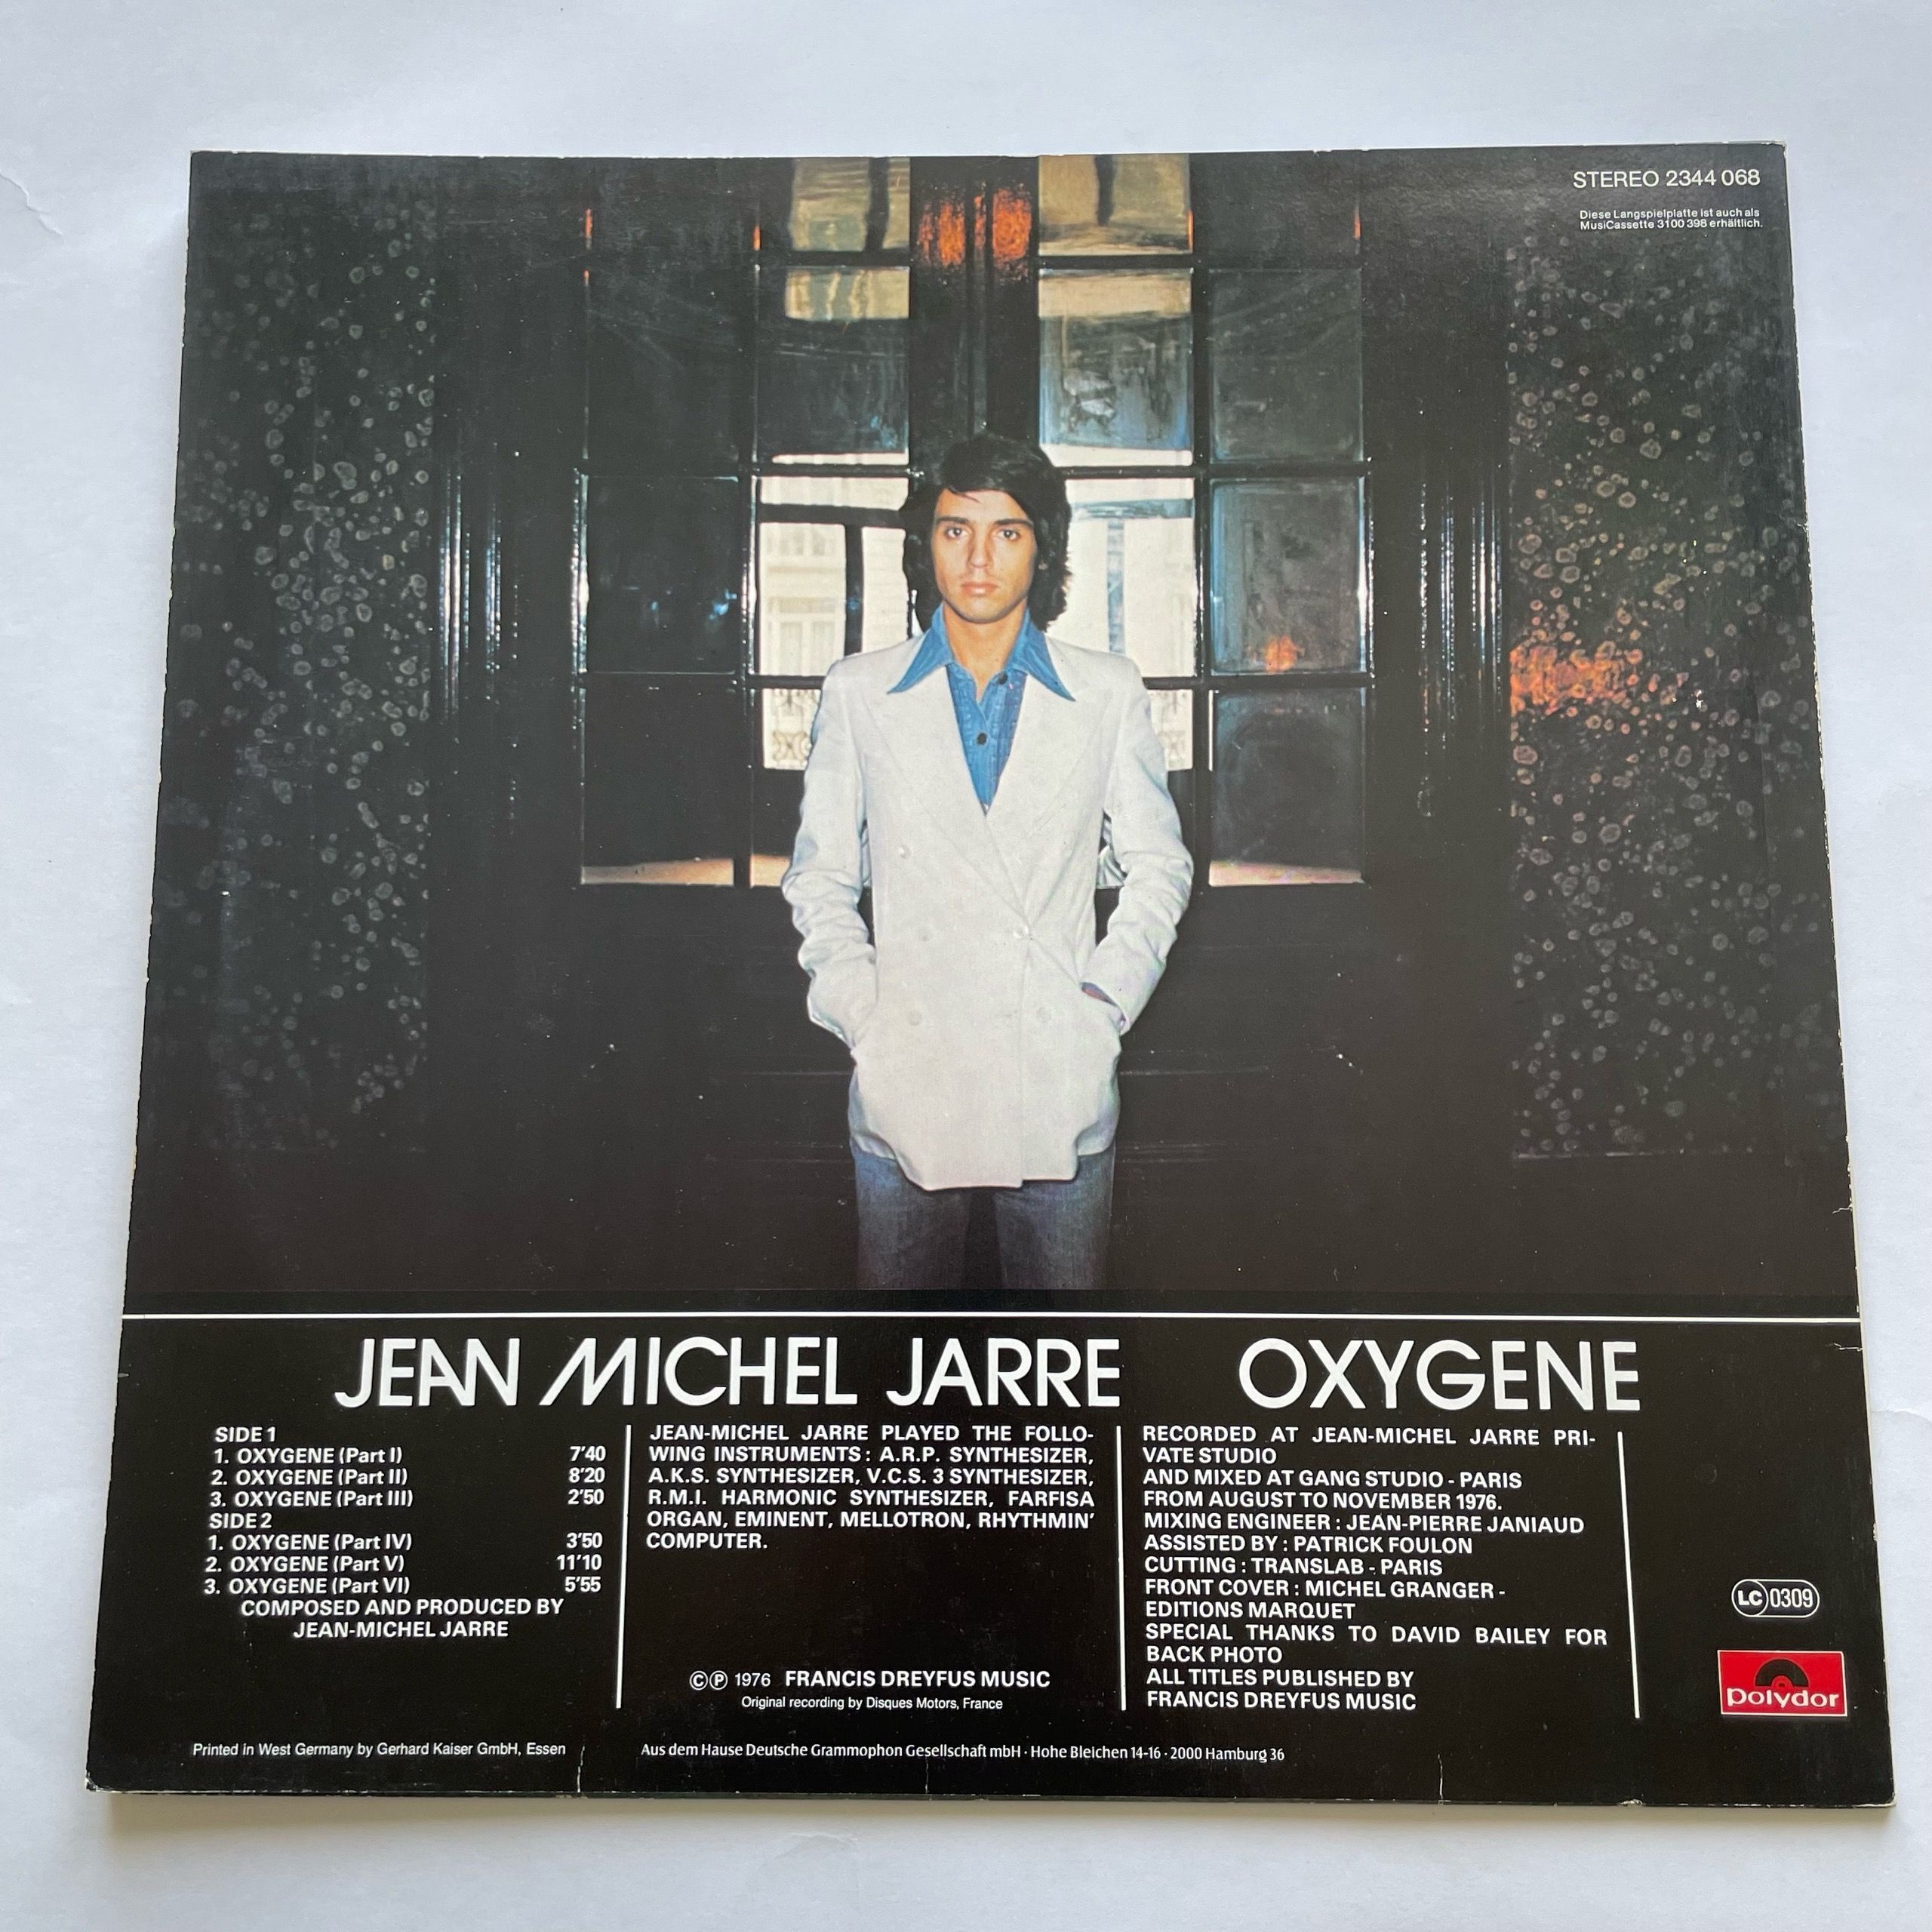 STEREO 2344 068
Diese Langspielplatte ist auch als
MusiCassette 3100 398 erhältlich.
JEAN MICHEL JARRE OXYGENE
SIDE 1
1. OXYGENE (Part I) 7'40
2. OXYGENE (Part II) 8'20
3. OXYGENE (Part III) 2'50
SIDE 2
1. OXYGENE (Part IV) 3'50
2. OXYGENE (Part V) 11'10
3. OXYGENE (Part VI) 5'55
COMPOSED AND PRODUCED BY
JEAN-MICHEL JARRE
JEAN-MICHEL JARRE PLAYED THE FOLLO-
WING INSTRUMENTS : A.R.P. SYNTHESIZER,
A.K.S. SYNTHESIZER, V.C.S. 3 SYNTHESIZER,
R.M.I. HARMONIC SYNTHESIZER, FARFISA
ORGAN, EMINENT, MELLOTRON, RHYTHMIN'
COMPUTER.
©℗ 1976 FRANCIS DREYFUS MUSIC
Original recording by Disques Motors, France
RECORDED AT JEAN-MICHEL JARRE PRI-
VATE STUDIO
AND MIXED AT GANG STUDIO - PARIS
FROM AUGUST TO NOVEMBER 1976.
MIXING ENGINEER : JEAN-PIERRE JANIAUD
ASSISTED BY : PATRICK FOULON
CUTTING : TRANSLAB - PARIS
FRONT COVER : MICHEL GRANGER -
EDITIONS MARQUET
SPECIAL THANKS TO DAVID BAILEY FOR
BACK PHOTO
ALL TITLES PUBLISHED BY
FRANCIS DREYFUS MUSIC
LC 0309
polydor
Printed in West Germany by Gerhard Kaiser GmbH, Essen
Aus dem Hause Deutsche Grammophon Gesellschaft mbH · Hohe Bleichen 14-16 · 2000 Hamburg 36